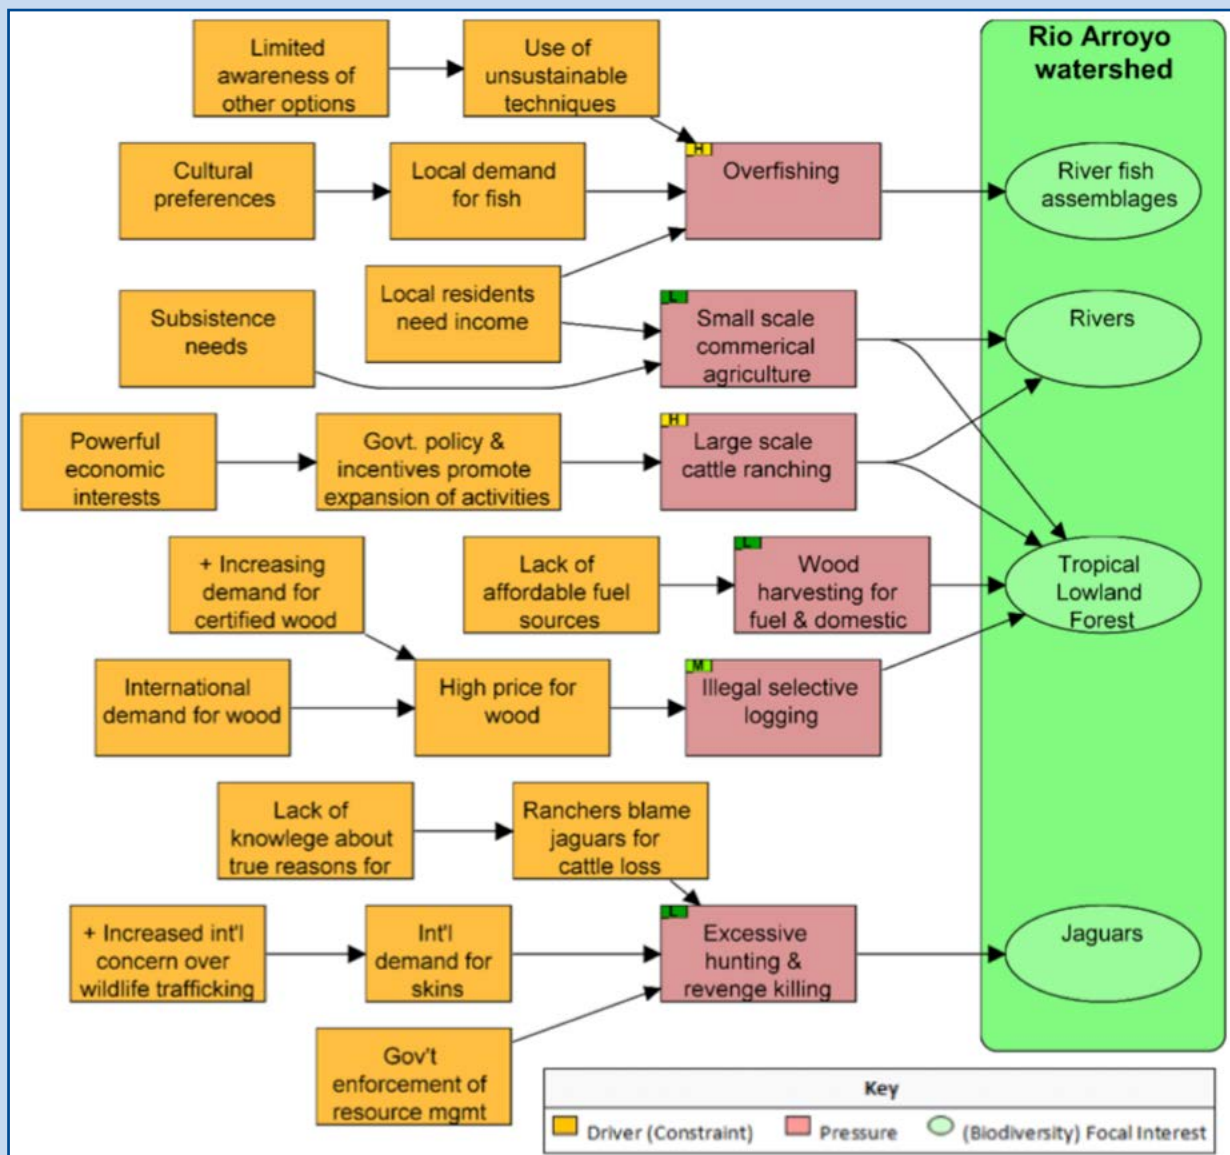 Rio Arroyo
watershed
Limited
awareness of
other options
Use of
unsustainable
techniques
Cultural
preferences
Local demand
for fish
H
Overfishing
River fish
assemblages
Local residents
need income
Subsistence
needs
L
Small scale
commerical
agriculture
Rivers
Powerful
economic
interests
Govt. policy &
incentives promote
expansion of activities
H
Large scale
cattle ranching
+ Increasing
demand for
certified wood
Lack of
affordable fuel
sources
L
Wood
harvesting for
fuel & domestic
Tropical
Lowland
Forest
International
demand for wood
High price for
wood
M
Illegal selective
logging
Lack of
knowlege about
true reasons for
Ranchers blame
jaguars for
cattle loss
+ Increased int'l
concern over
wildlife trafficking
Int'l
demand for
skins
L
Excessive
hunting &
revenge killing
Jaguars
Gov't
enforcement of
resource mgmt
Key
Driver (Constraint)
Pressure
(Biodiversity) Focal Interest